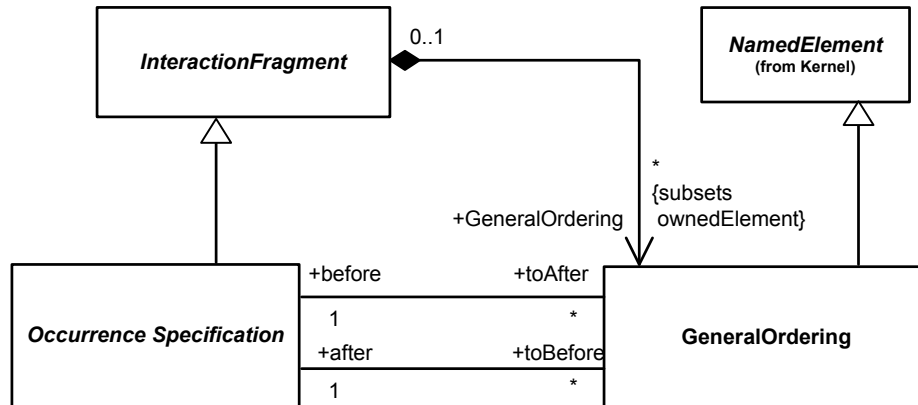 InteractionFragment
0..1
NamedElement
(from Kernel)
*
{subsets
ownedElement}
+GeneralOrdering
Occurrence Specification
+before
+toAfter
1
*
+after
+toBefore
1
*
GeneralOrdering